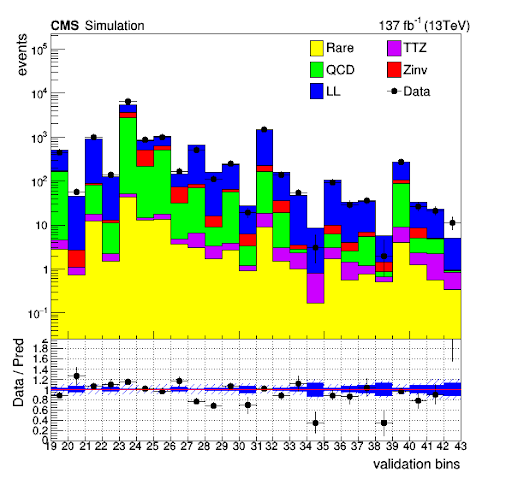 CMS Simulation 137 fb⁻¹ (13TeV)
events
10⁵
10⁴
10³
10²
10
1
10⁻¹
Rare TTZ
QCD Zinv
LL Data
Data / Pred
1.8
1.6
1.4
1.2
1
0.8
0.6
0.4
0.2
0
19 20 21 22 23 24 25 26 27 28 29 30 31 32 33 34 35 36 37 38 39 40 41 42 43
validation bins